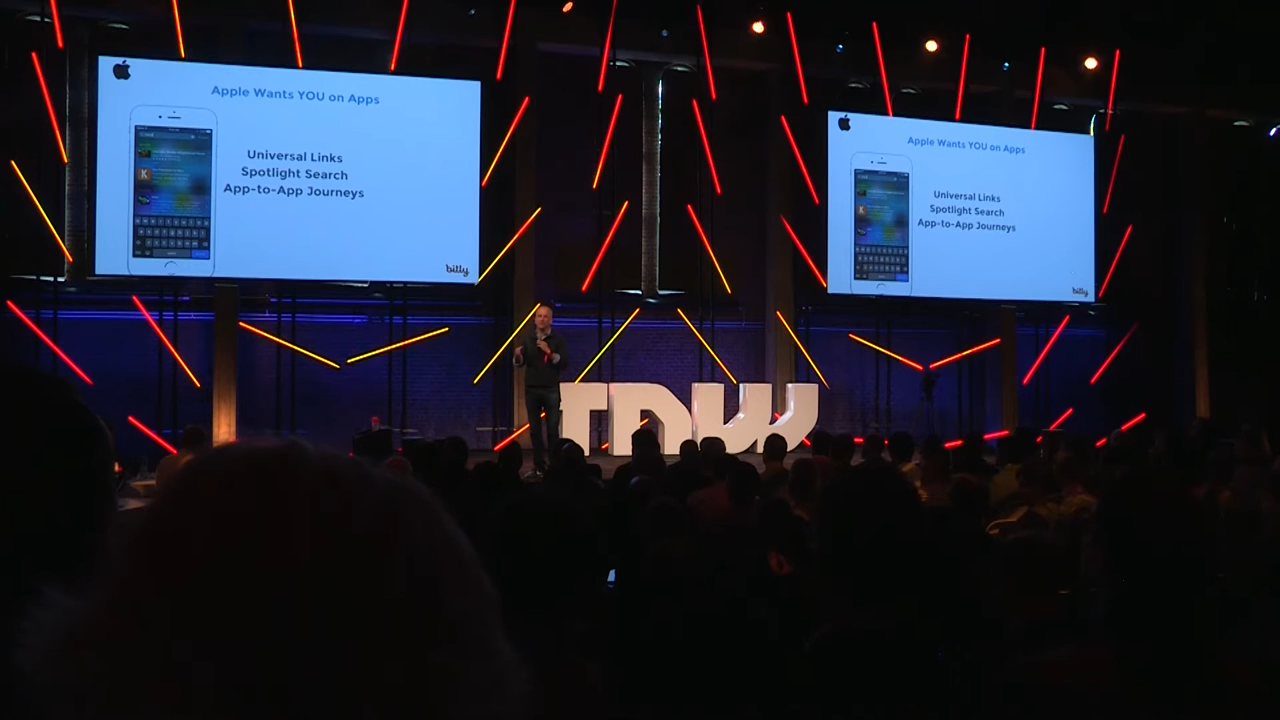 Apple Wants YOU on Apps
Universal Links
Spotlight Search
App-to-App Journeys
bitly
Apple Wants YOU on Apps
Universal Links
Spotlight Search
App-to-App Journeys
bitly
TNW